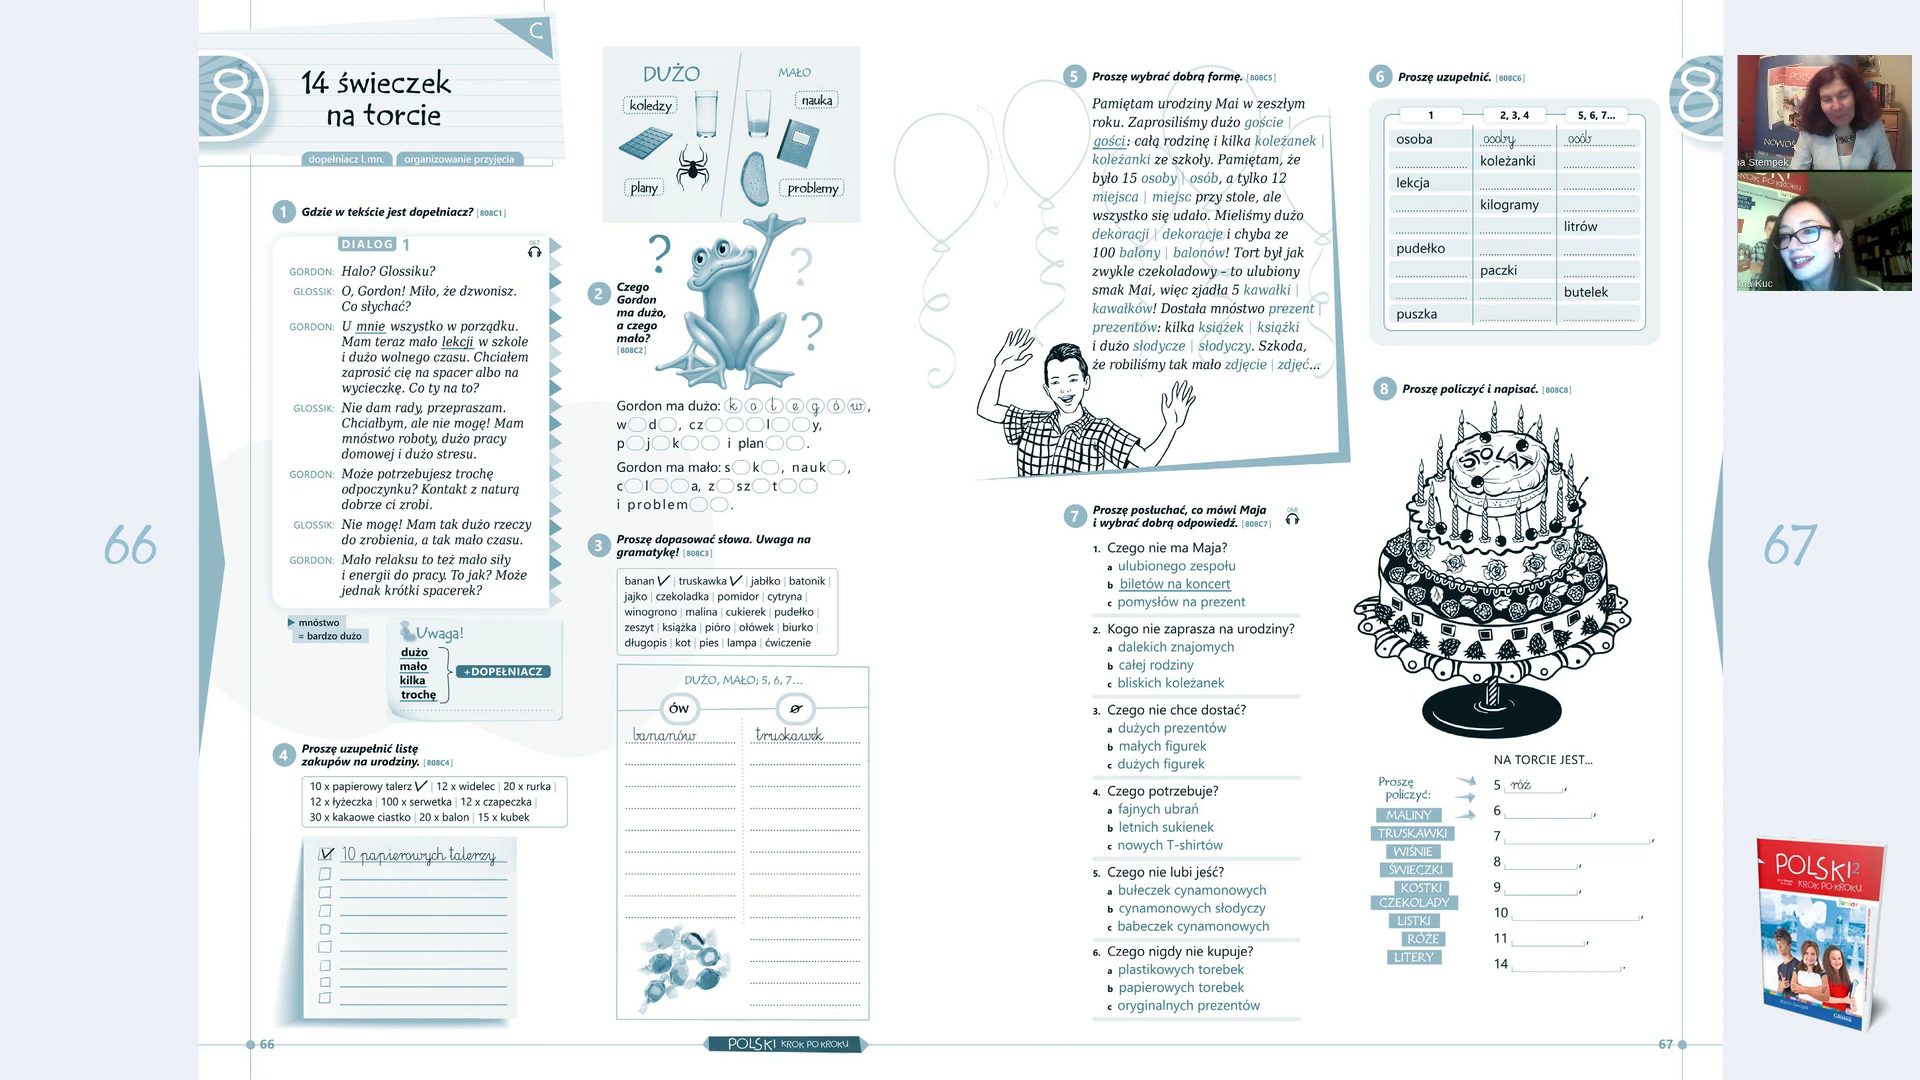 8
C
14 świeczek
na torcie
dopełniacz l.mn.
organizowanie przyjęcia
1 Gdzie w tekście jest dopełniacz? [808C1]
DIALOG 1
067
GORDON: Halo? Glossiku?
GLOSSIK: O, Gordon! Miło, że dzwonisz.
Co słychać?
GORDON: U mnie wszystko w porządku.
Mam teraz mało lekcji w szkole
i dużo wolnego czasu. Chciałem
zaprosić cię na spacer albo na
wycieczkę. Co ty na to?
GLOSSIK: Nie dam rady, przepraszam.
Chciałbym, ale nie mogę! Mam
mnóstwo roboty, dużo pracy
domowej i dużo stresu.
GORDON: Może potrzebujesz trochę
odpoczynku? Kontakt z naturą
dobrze ci zrobi.
GLOSSIK: Nie mogę! Mam tak dużo rzeczy
do zrobienia, a tak mało czasu.
GORDON: Mało relaksu to też mało siły
i energii do pracy. To jak? Może
jednak krótki spacerek?
mnóstwo
= bardzo dużo
Uwaga!
dużo
mało
kilka
trochę
+DOPEŁNIACZ
4 Proszę uzupełnić listę
zakupów na urodziny. [808C4]
10 x papierowy talerz ✓ | 12 x widelec | 20 x rurka |
12 x łyżeczka | 100 x serwetka | 12 x czapeczka |
30 x kakaowe ciastko | 20 x balon | 15 x kubek
10 papierowych talerzy
DUŻO
MAŁO
koledzy
nauka
plany
problemy
2 Czego
Gordon
ma dużo,
a czego
mało?
[808C2]
? ? ?
Gordon ma dużo: kolegów,
w d , cz l y,
p j k i plan .
Gordon ma mało: s k , nauk ,
c l a, z sz t
i problem .
3 Proszę dopasować słowa. Uwaga na
gramatykę! [808C3]
banan ✓ | truskawka ✓ | jabłko | batonik |
jajko | czekoladka | pomidor | cytryna |
winogrono | malina | cukierek | pudełko |
zeszyt | książka | pióro | ołówek | biurko |
długopis | kot | pies | lampa | ćwiczenie
DUŻO, MAŁO; 5, 6, 7...
ów
ø
bananów
truskawek
5 Proszę wybrać dobrą formę. [808C5]
Pamiętam urodziny Mai w zeszłym
roku. Zaprosiliśmy dużo goście |
gości: całą rodzinę i kilka koleżanek |
koleżanki ze szkoły. Pamiętam, że
było 15 osoby | osób, a tylko 12
miejsca | miejsc przy stole, ale
wszystko się udało. Mieliśmy dużo
dekoracji | dekoracje i chyba ze
100 balony | balonów! Tort był jak
zwykle czekoladowy – to ulubiony
smak Mai, więc zjadła 5 kawałki |
kawałków! Dostała mnóstwo prezent |
prezentów: kilka książek | książki
i dużo słodycze | słodyczy. Szkoda,
że robiliśmy tak mało zdjęcie | zdjęć...
7 Proszę posłuchać, co mówi Maja
i wybrać dobrą odpowiedź. [808C7]
068
1. Czego nie ma Maja?
a ulubionego zespołu
b biletów na koncert
c pomysłów na prezent
2. Kogo nie zaprasza na urodziny?
a dalekich znajomych
b całej rodziny
c bliskich koleżanek
3. Czego nie chce dostać?
a dużych prezentów
b małych figurek
c dużych figurek
4. Czego potrzebuje?
a fajnych ubrań
b letnich sukienek
c nowych T-shirtów
5. Czego nie lubi jeść?
a bułeczek cynamonowych
b cynamonowych słodyczy
c babeczek cynamonowych
6. Czego nigdy nie kupuje?
a plastikowych torebek
b papierowych torebek
c oryginalnych prezentów
6 Proszę uzupełnić. [808C6]
1 2, 3, 4 5, 6, 7...
osoba osoby osób
koleżanki
lekcja
kilogramy
litrów
pudełko
paczki
butelek
puszka
8 Proszę policzyć i napisać. [808C8]
STO LAT
NA TORCIE JEST...
Proszę
policzyć:
MALINY
TRUSKAWKI
WIŚNIE
ŚWIECZKI
KOSTKI
CZEKOLADY
LISTKI
RÓŻE
LITERY
5 róż,
6 ,
7 ,
8 ,
9 ,
10 ,
11 ,
14 .
8
66
67
66
POLSKI KROK PO KROKU
67
Stempek
Kuc
POLSKI 2
KROK PO KROKU
junior